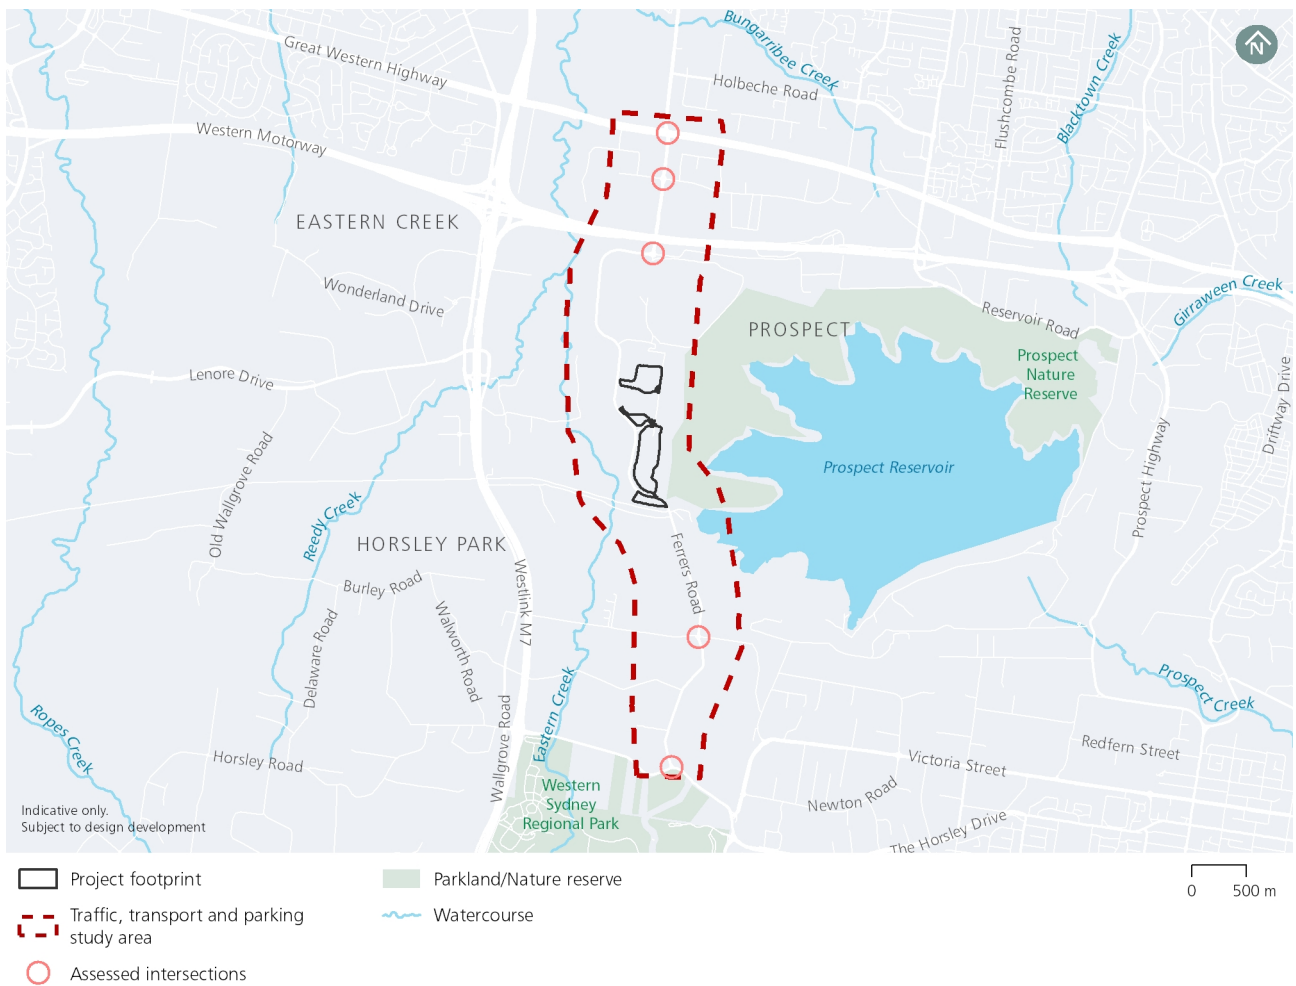 Bungarribee Creek
Great Western Highway
Holbeche Road
Flushcombe Road
Blacktown Creek
N
Western Motorway
EASTERN CREEK
Wonderland Drive
Girraween Creek
Reservoir Road
PROSPECT
Prospect
Nature
Reserve
Lenore Drive
Driftway Drive
Old Wallgrove Road
Prospect Reservoir
Prospect Highway
Reedy Creek
HORSLEY PARK
Ferrers Road
Burley Road
Westlink M7
Walworth Road
Delaware Road
Eastern Creek
Prospect Creek
Ropes Creek
Wallgrove Road
Horsley Road
Redfern Street
Victoria Street
Western
Sydney
Regional Park
Newton Road
The Horsley Drive
Indicative only.
Subject to design development
Project footprint
Parkland/Nature reserve
0 500 m
Traffic, transport and parking
study area
Watercourse
Assessed intersections